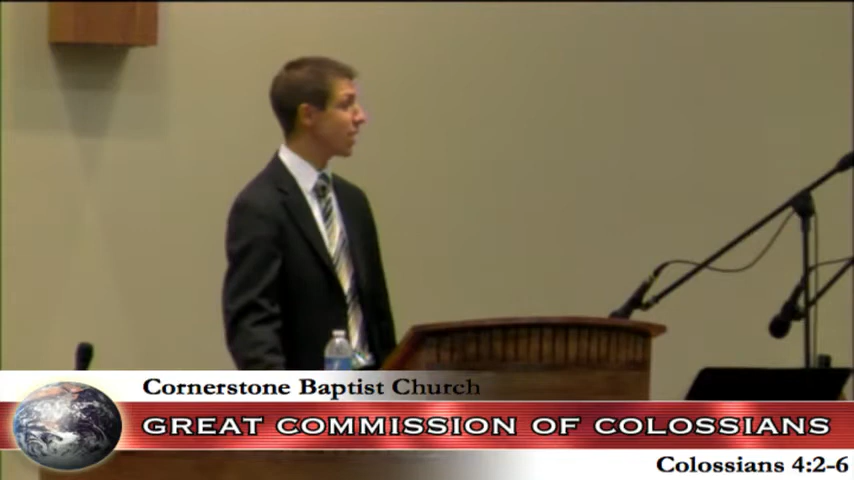 Cornerstone Baptist Church
GREAT COMMISSION OF COLOSSIANS
Colossians 4:2-6